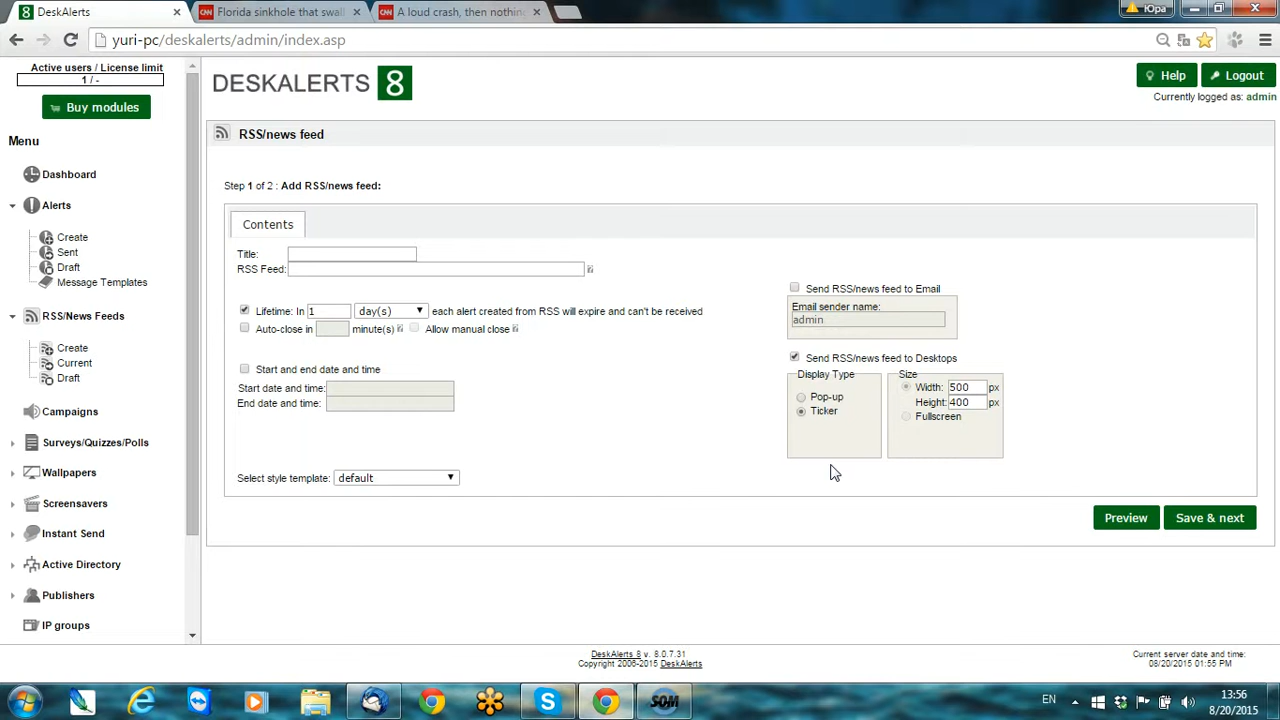 DeskAlerts
Florida sinkhole that swall
A loud crash, then nothin
Юра
yuri-pc/deskalerts/admin/index.asp
Active users / License limit
1 / -
Buy modules
Menu
Dashboard
Alerts
Create
Sent
Draft
Message Templates
RSS/News Feeds
Create
Current
Draft
Campaigns
Surveys/Quizzes/Polls
Wallpapers
Screensavers
Instant Send
Active Directory
Publishers
IP groups
DESKALERTS 8
Help
Logout
Currently logged as: admin
RSS/news feed
Step 1 of 2 : Add RSS/news feed:
Contents
Title:
RSS Feed:
Lifetime: In 1 day(s) each alert created from RSS will expire and can't be received
Auto-close in minute(s) ? Allow manual close ?
Start and end date and time
Start date and time:
End date and time:
Select style template: default
Send RSS/news feed to Email
Email sender name:
admin
Send RSS/news feed to Desktops
Display Type
Pop-up
Ticker
Size
Width: 500 px
Height: 400 px
Fullscreen
Preview
Save & next
DeskAlerts 8 v. 8.0.7.31
Copyright 2006-2015 DeskAlerts
Current server date and time:
08/20/2015 01:55 PM
EN
13:56
8/20/2015